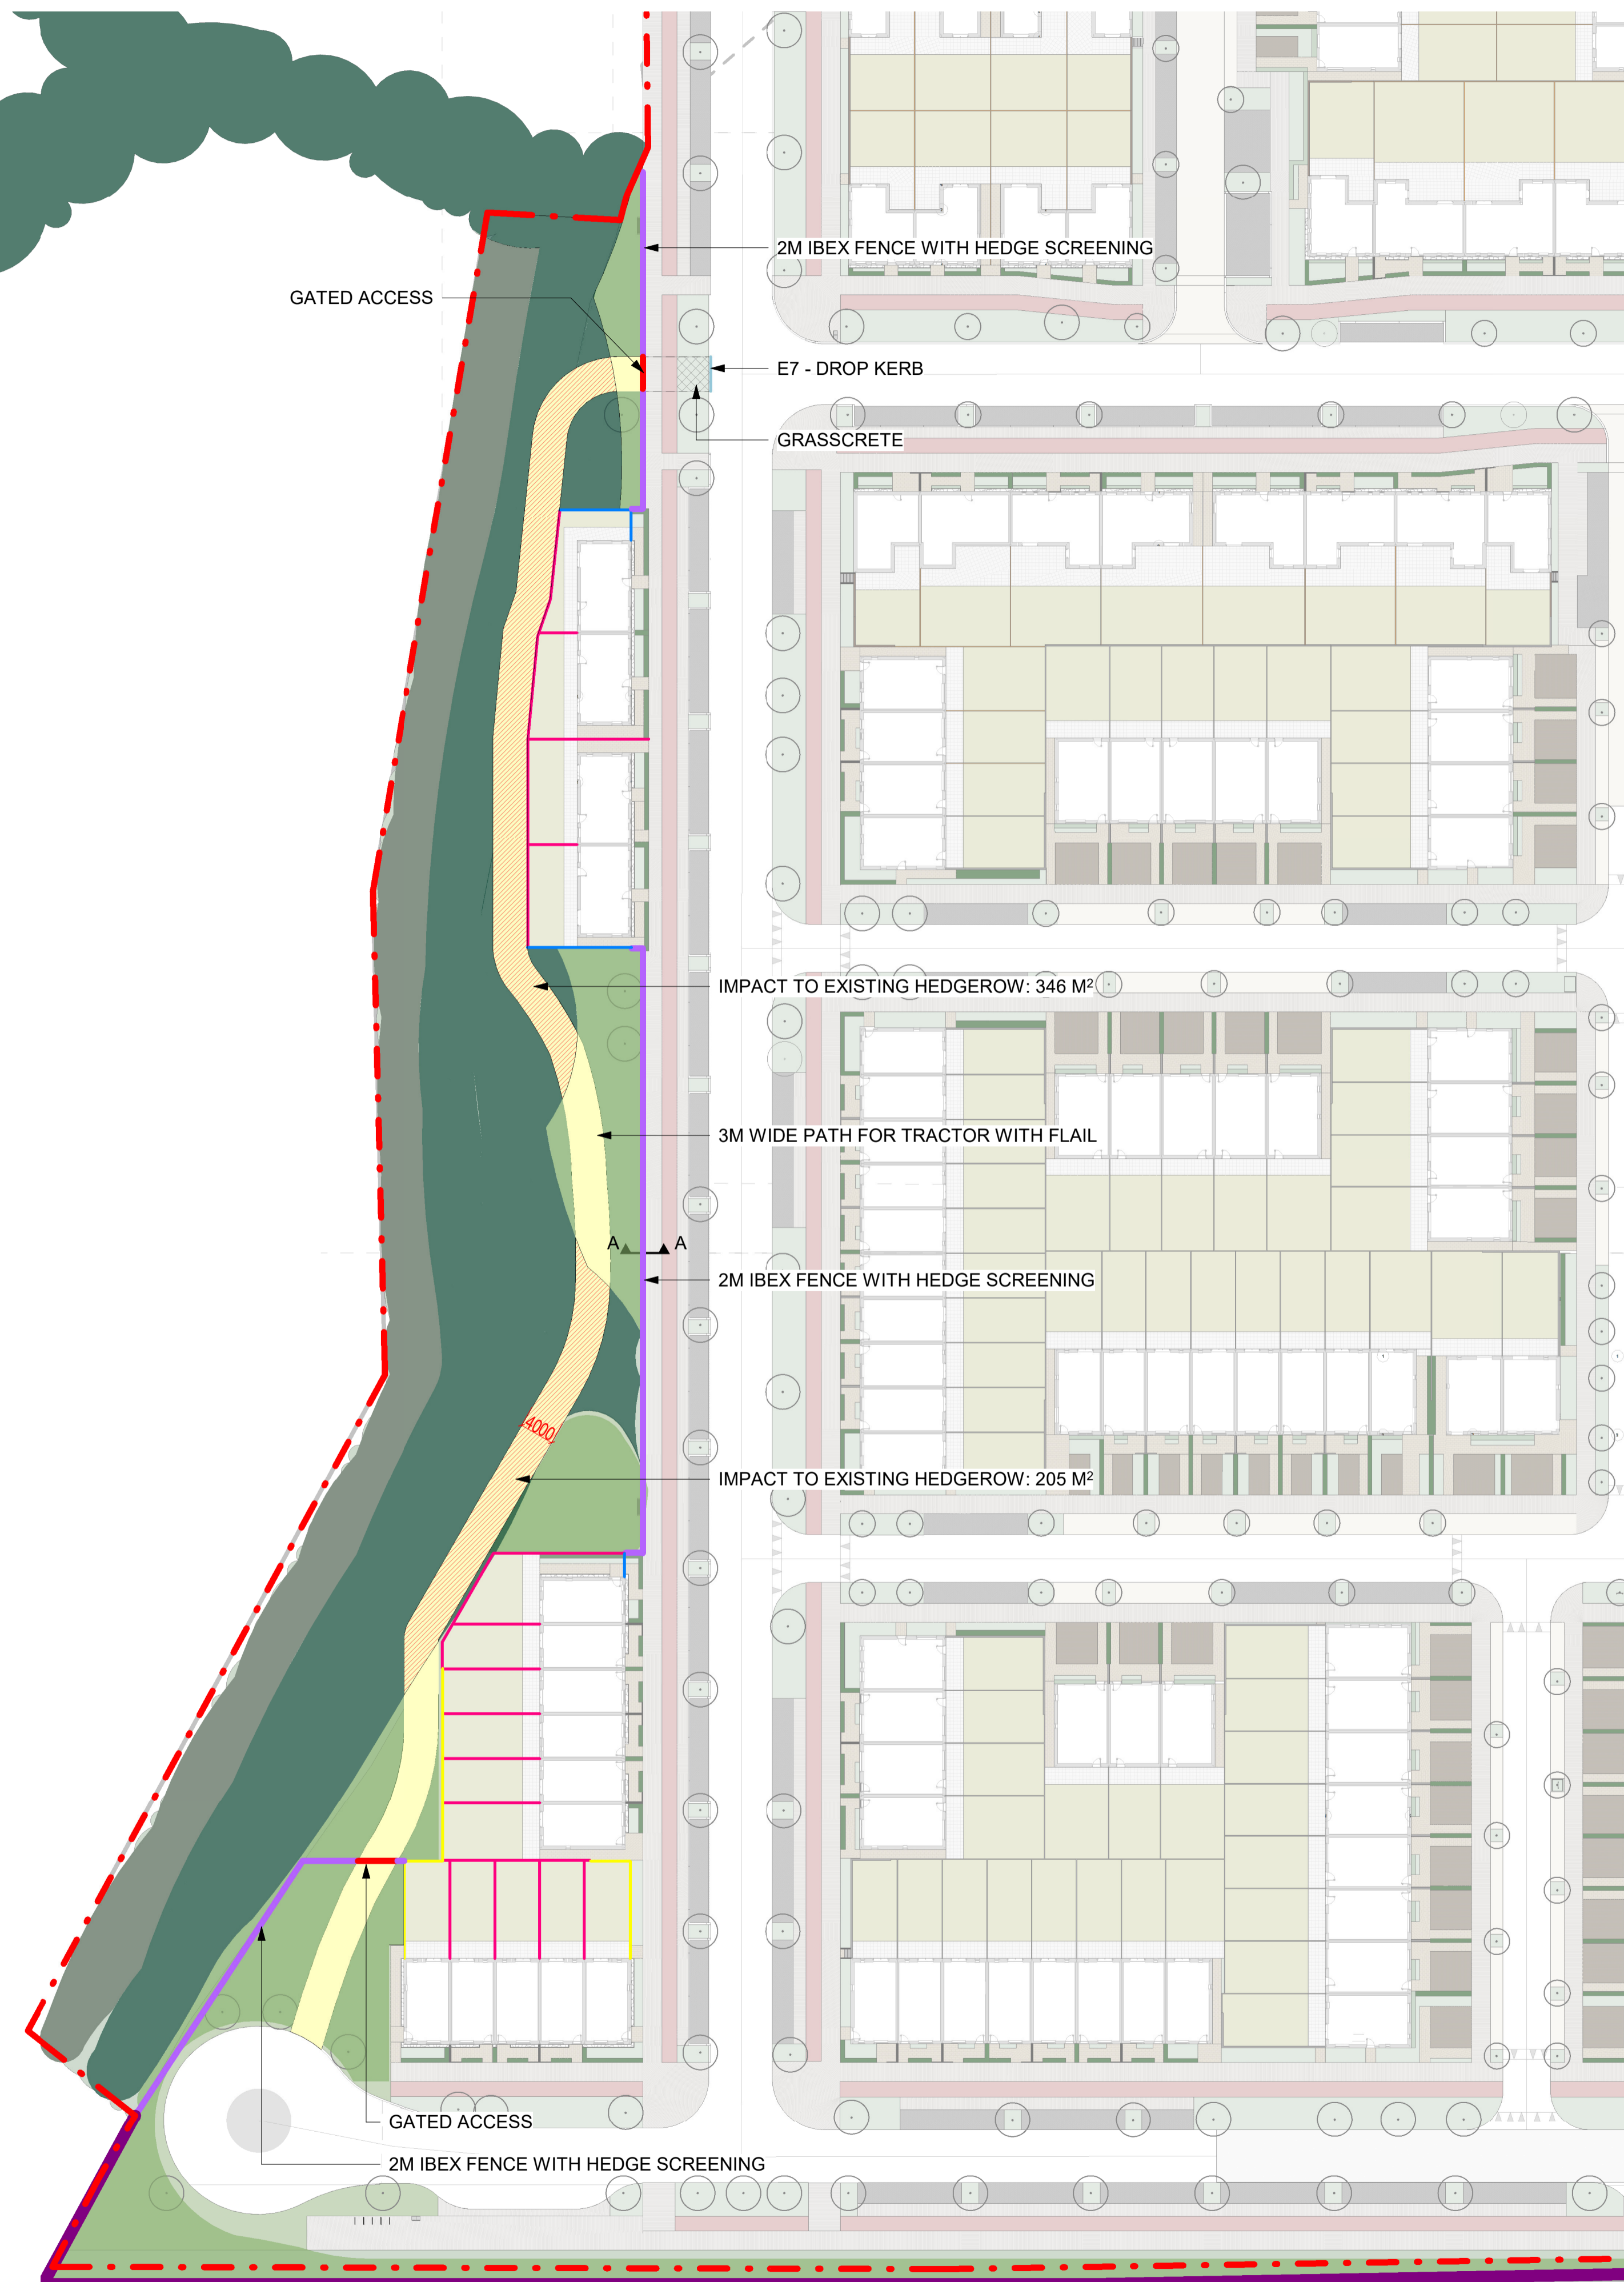 2M IBEX FENCE WITH HEDGE SCREENING
GATED ACCESS
E7 - DROP KERB
GRASSCRETE
IMPACT TO EXISTING HEDGEROW: 346 M²
3M WIDE PATH FOR TRACTOR WITH FLAIL
A A
2M IBEX FENCE WITH HEDGE SCREENING
4000
IMPACT TO EXISTING HEDGEROW: 205 M²
GATED ACCESS
2M IBEX FENCE WITH HEDGE SCREENING